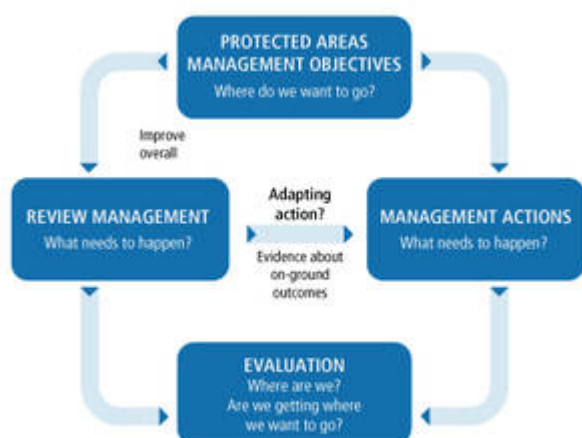 PROTECTED AREAS
MANAGEMENT OBJECTIVES
Where do we want to go?
Improve
overall
REVIEW MANAGEMENT
What needs to happen?
Adapting
action?
Evidence about
on-ground
outcomes
MANAGEMENT ACTIONS
What needs to happen?
EVALUATION
Where are we?
Are we getting where
we want to go?